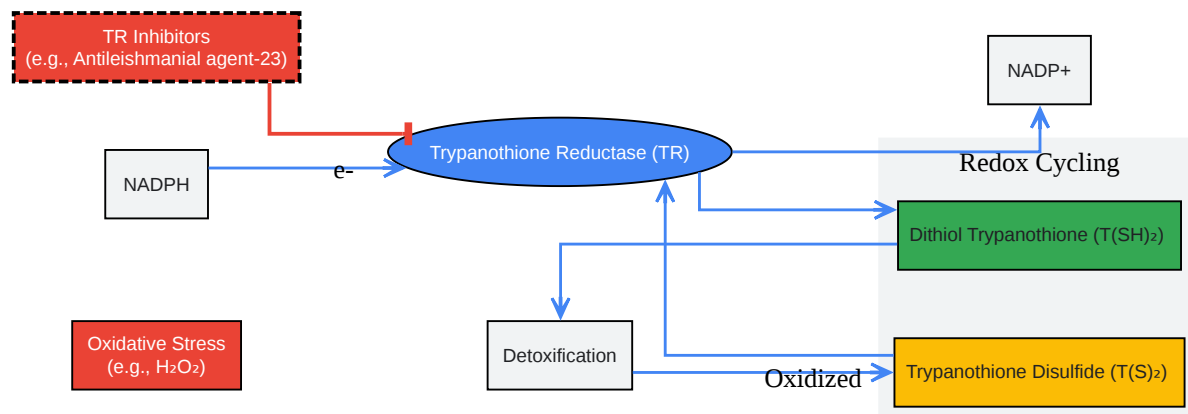 TR Inhibitors
(e.g., Antileishmanial agent-23)
NADP+
Trypanothione Reductase (TR)
Redox Cycling
e-
NADPH
Dithiol Trypanothione (T(SH)₂)
Oxidative Stress
(e.g., H₂O₂)
Detoxification
Oxidized
Trypanothione Disulfide (T(S)₂)